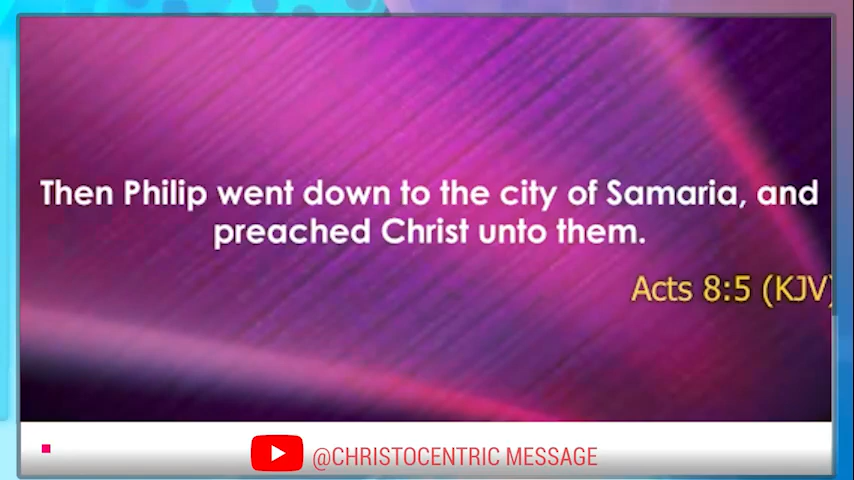 Then Philip went down to the city of Samaria, and
preached Christ unto them.
Acts 8:5 (KJV)
@CHRISTOCENTRIC MESSAGE